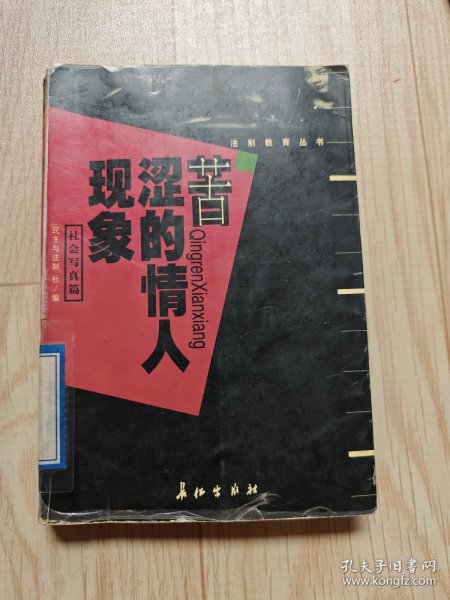 法制教育丛书
苦
涩的情人
现象
QingrenXianxiang
社会写真篇
民主与法制社/编
长征出版社
孔夫子旧书网
www.kongfz.com